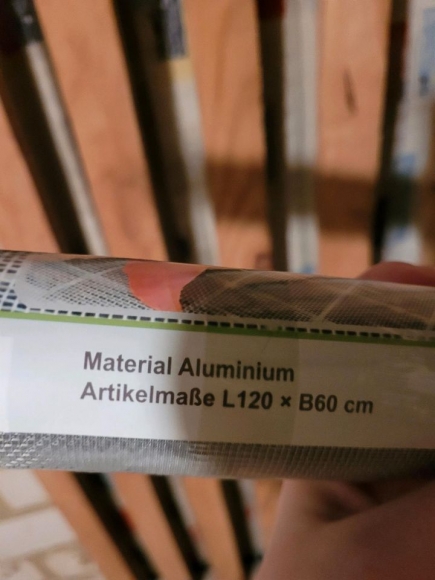 Material Aluminium
Artikelmaße L120 × B60 cm